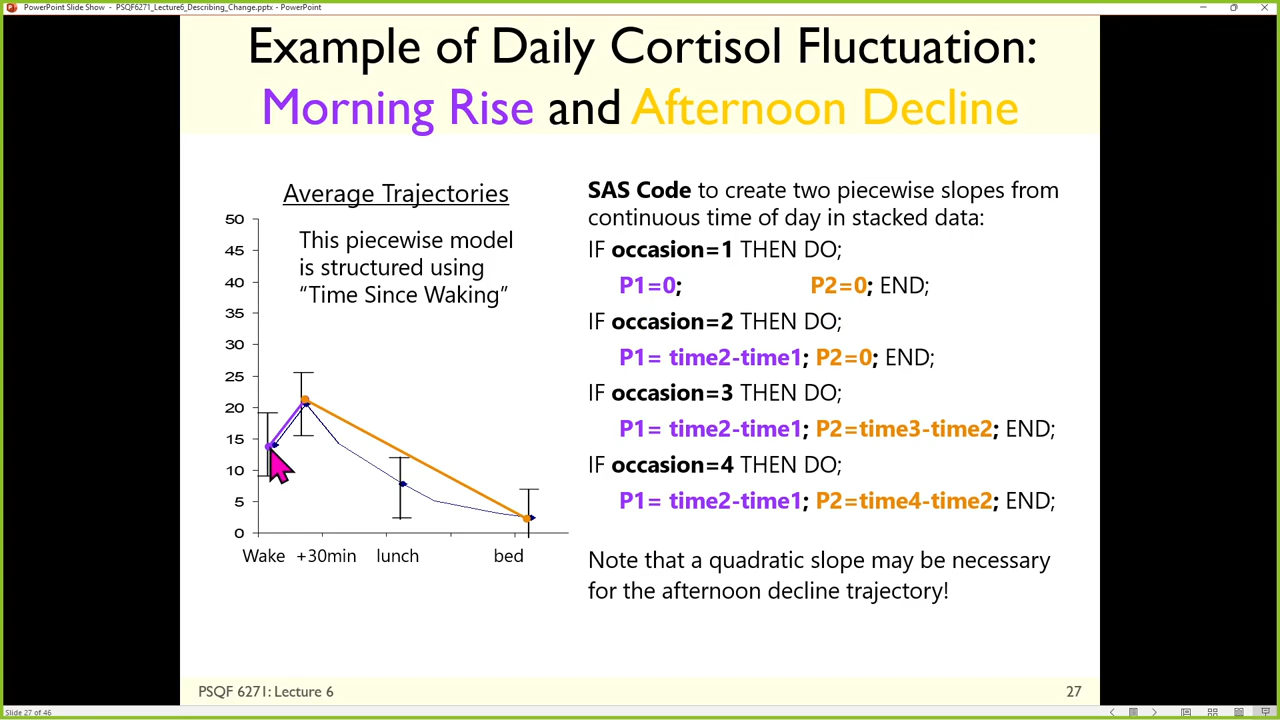 PowerPoint Slide Show - PSQF6271_Lecture6_Describing_Change.pptx - PowerPoint
Example of Daily Cortisol Fluctuation:
Morning Rise and Afternoon Decline
Average Trajectories
This piecewise model
is structured using
“Time Since Waking”
50
45
40
35
30
25
20
15
10
5
0
Wake +30min lunch bed
SAS Code to create two piecewise slopes from
continuous time of day in stacked data:
IF occasion=1 THEN DO;
P1=0; P2=0; END;
IF occasion=2 THEN DO;
P1= time2-time1; P2=0; END;
IF occasion=3 THEN DO;
P1= time2-time1; P2=time3-time2; END;
IF occasion=4 THEN DO;
P1= time2-time1; P2=time4-time2; END;
Note that a quadratic slope may be necessary
for the afternoon decline trajectory!
PSQF 6271: Lecture 6
27
Slide 27 of 46